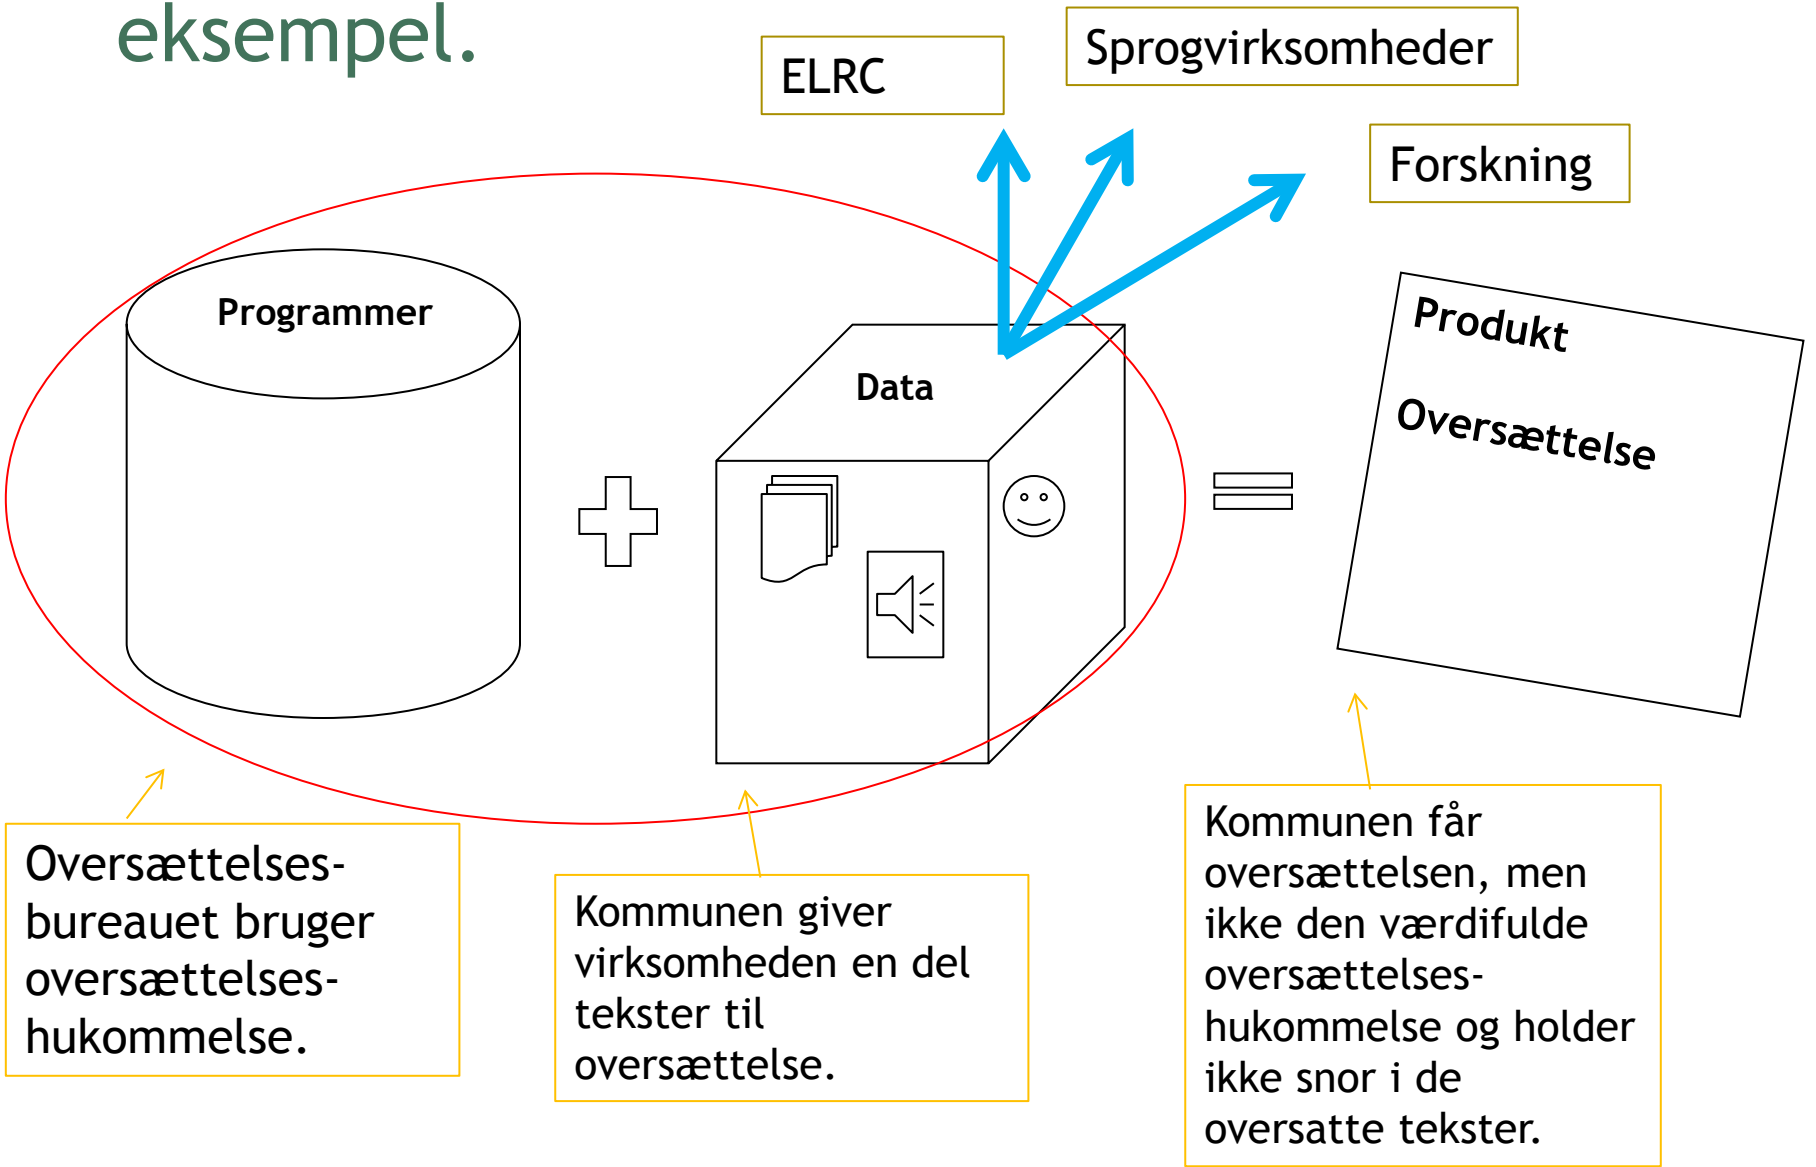 eksempel.
ELRC
Sprogvirksomheder
Forskning
Programmer
Data
Produkt
Oversættelse
Oversættelses-
bureauet bruger
oversættelses-
hukommelse.
Kommunen giver
virksomheden en del
tekster til
oversættelse.
Kommunen får
oversættelsen, men
ikke den værdifulde
oversættelses-
hukommelse og holder
ikke snor i de
oversatte tekster.